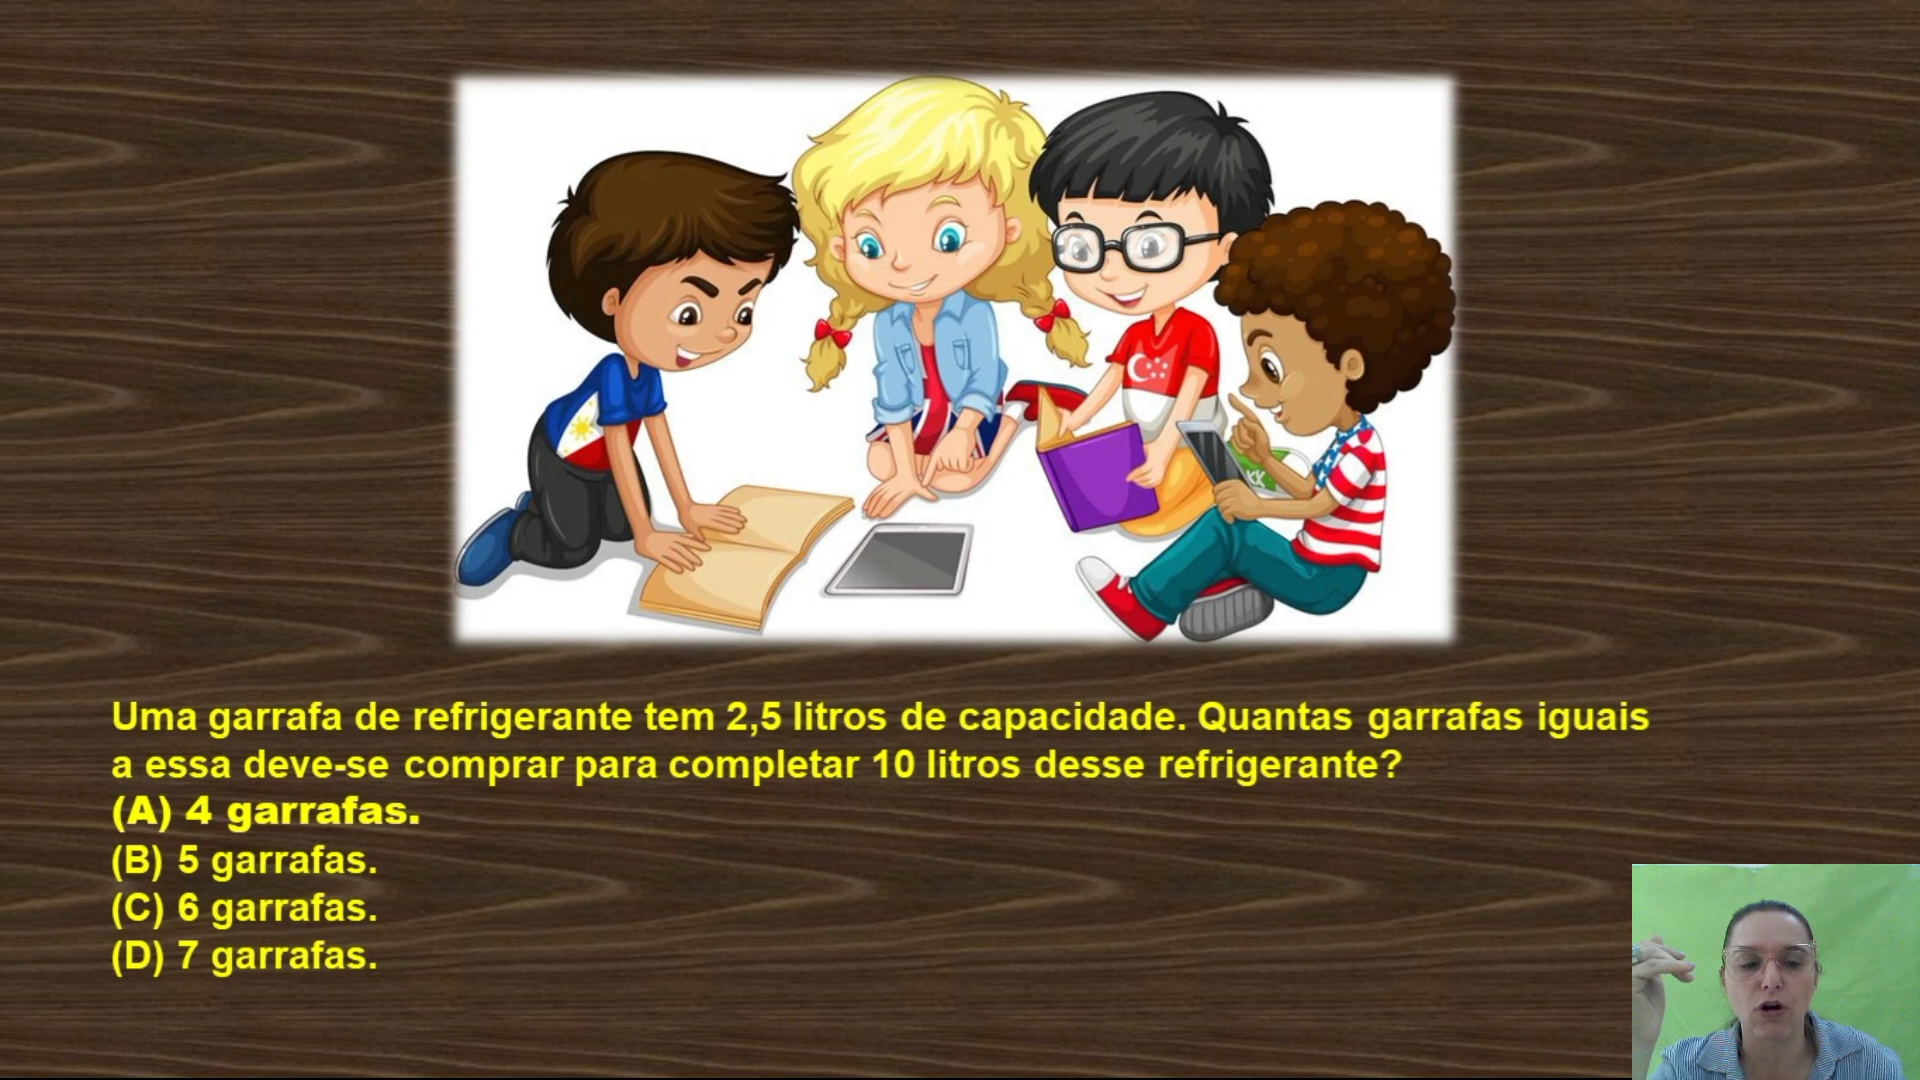 KK
Uma garrafa de refrigerante tem 2,5 litros de capacidade. Quantas garrafas iguais
a essa deve-se comprar para completar 10 litros desse refrigerante?
(A) 4 garrafas.
(B) 5 garrafas.
(C) 6 garrafas.
(D) 7 garrafas.